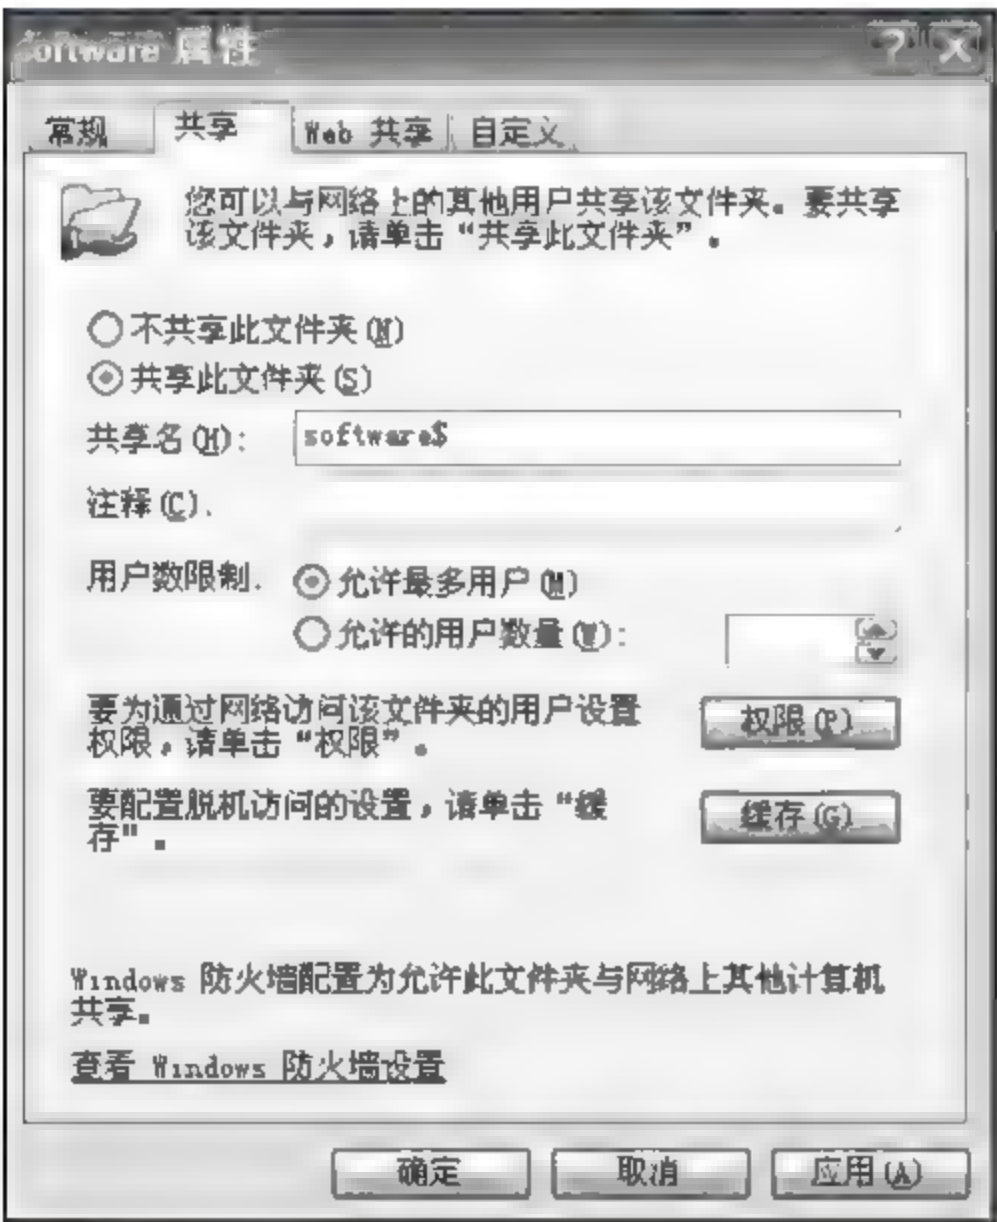 software 属性
常规 共享 Web 共享 自定义
您可以与网络上的其他用户共享该文件夹。要共享
该文件夹，请单击“共享此文件夹”。
不共享此文件夹(N)
共享此文件夹(S)
共享名(H): software$
注释(C):
用户数限制: 允许最多用户(M)
允许的用户数量(W):
要为通过网络访问该文件夹的用户设置
权限，请单击“权限”。
权限(P)
要配置脱机访问的设置，请单击“缓
存”。
缓存(G)
Windows 防火墙配置为允许此文件夹与网络上其他计算机
共享。
查看 Windows 防火墙设置
确定 取消 应用(A)